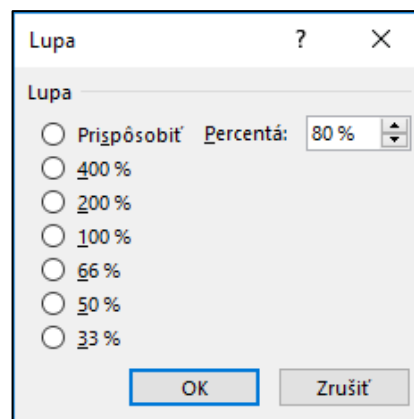 Lupa ?
Lupa
Prispôsobiť Percentá: 80 %
400 %
200 %
100 %
66 %
50 %
33 %
OK Zrušiť